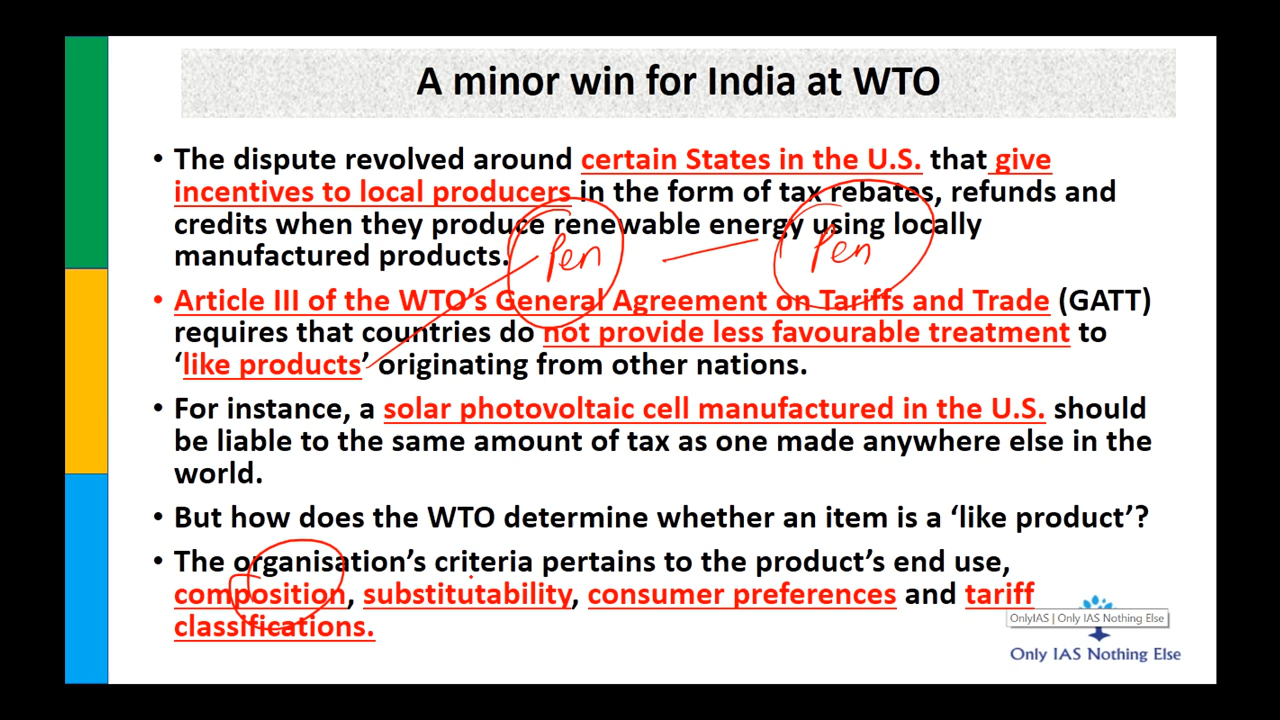 A minor win for India at WTO
• The dispute revolved around certain States in the U.S. that give
incentives to local producers in the form of tax rebates, refunds and
credits when they produce renewable energy using locally
manufactured products.
Pen
Pen
• Article III of the WTO's General Agreement on Tariffs and Trade (GATT)
requires that countries do not provide less favourable treatment to
‘like products’ originating from other nations.
• For instance, a solar photovoltaic cell manufactured in the U.S. should
be liable to the same amount of tax as one made anywhere else in the
world.
• But how does the WTO determine whether an item is a ‘like product’?
• The organisation’s criteria pertains to the product’s end use,
composition, substitutability, consumer preferences and tariff
classifications.
OnlyIAS | Only IAS Nothing Else
Only IAS Nothing Else